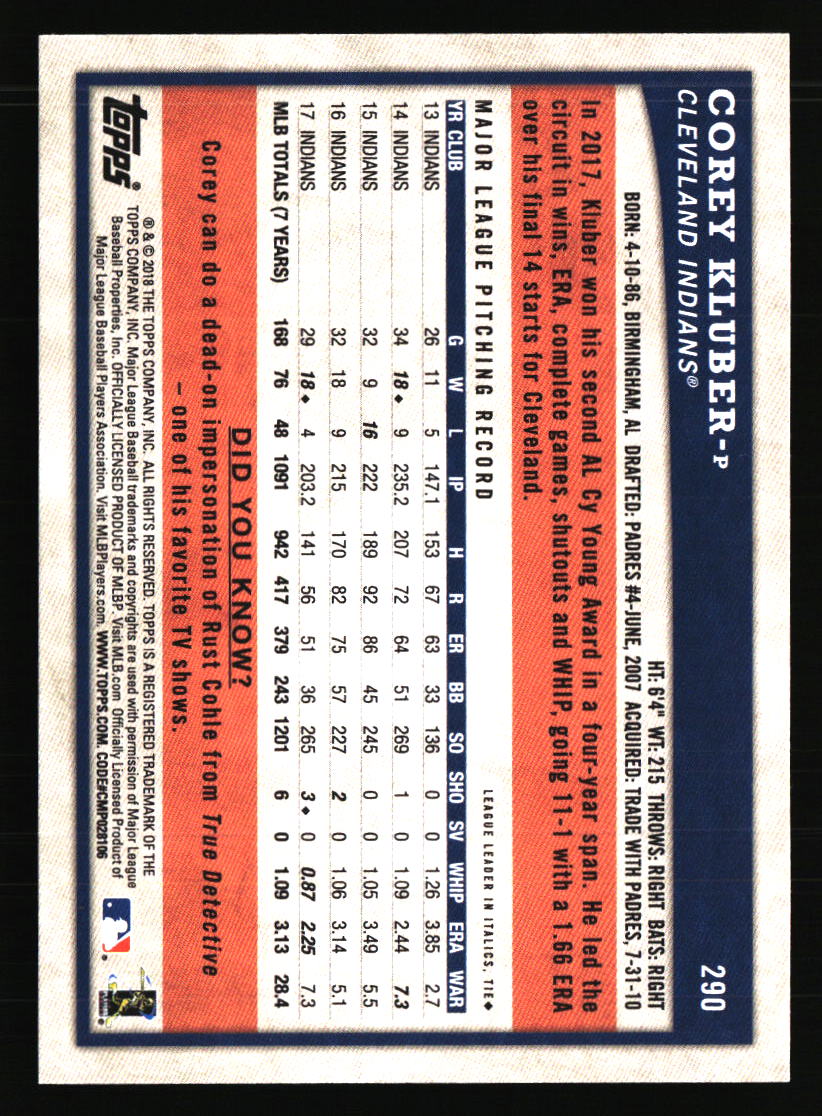 COREY KLUBER-P
CLEVELAND INDIANS®
290
HT: 6'4" WT: 215 THROWS: RIGHT BATS: RIGHT
BORN: 4-10-86, BIRMINGHAM, AL DRAFTED: PADRES #4-JUNE, 2007 ACQUIRED: TRADE WITH PADRES, 7-31-10
In 2017, Kluber won his second AL Cy Young Award in a four-year span. He led the
circuit in wins, ERA, complete games, shutouts and WHIP, going 11-1 with a 1.66 ERA
over his final 14 starts for Cleveland.
MAJOR LEAGUE PITCHING RECORD
LEAGUE LEADER IN ITALICS, TIE♦
YR CLUB G W L IP H R ER BB SO SHO SV WHIP ERA WAR
13 INDIANS 26 11 5 147.1 153 67 63 33 136 0 0 1.26 3.85 2.7
14 INDIANS 34 18♦ 9 235.2 207 72 64 51 269 1 0 1.09 2.44 7.3
15 INDIANS 32 9 16 222 189 92 86 45 245 0 0 1.05 3.49 5.5
16 INDIANS 32 18 9 215 170 82 75 57 227 2 0 1.06 3.14 5.1
17 INDIANS 29 18♦ 4 203.2 141 56 51 36 265 3♦ 0 0.87 2.25 7.3
MLB TOTALS (7 YEARS) 168 76 48 1091 942 417 379 243 1201 6 0 1.09 3.13 28.4
DID YOU KNOW?
Corey can do a dead-on impersonation of Rust Cohle from True Detective
– one of his favorite TV shows.
topps®
® & © 2018 THE TOPPS COMPANY, INC. ALL RIGHTS RESERVED. TOPPS IS A REGISTERED TRADEMARK OF THE
TOPPS COMPANY, INC. Major League Baseball trademarks and copyrights are used with permission of Major League
Baseball Properties, Inc. OFFICIALLY LICENSED PRODUCT OF MLBP. Visit MLB.com Officially Licensed Product of
Major League Baseball Players Association. Visit MLBPlayers.com. WWW.TOPPS.COM. CODE#CMP028106